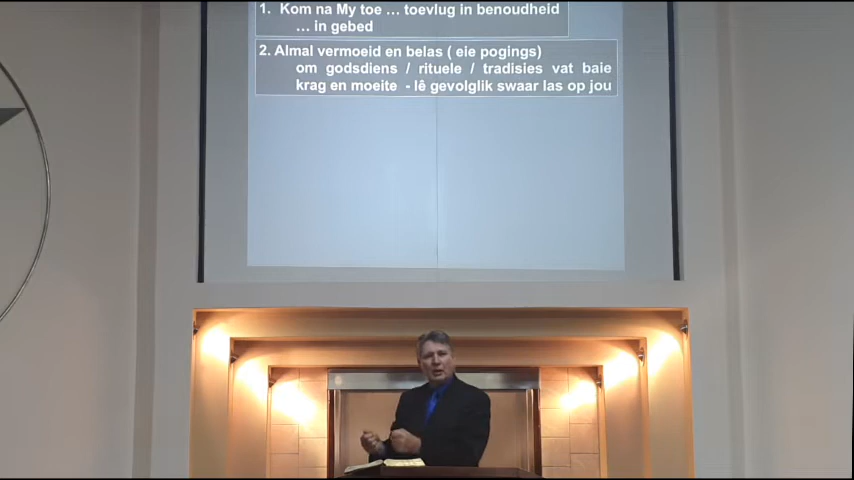 1. Kom na My toe ... toevlug in benoudheid
... in gebed
2. Almal vermoeid en belas ( eie pogings)
om godsdiens / rituele / tradisies vat baie
krag en moeite - lê gevolglik swaar las op jou